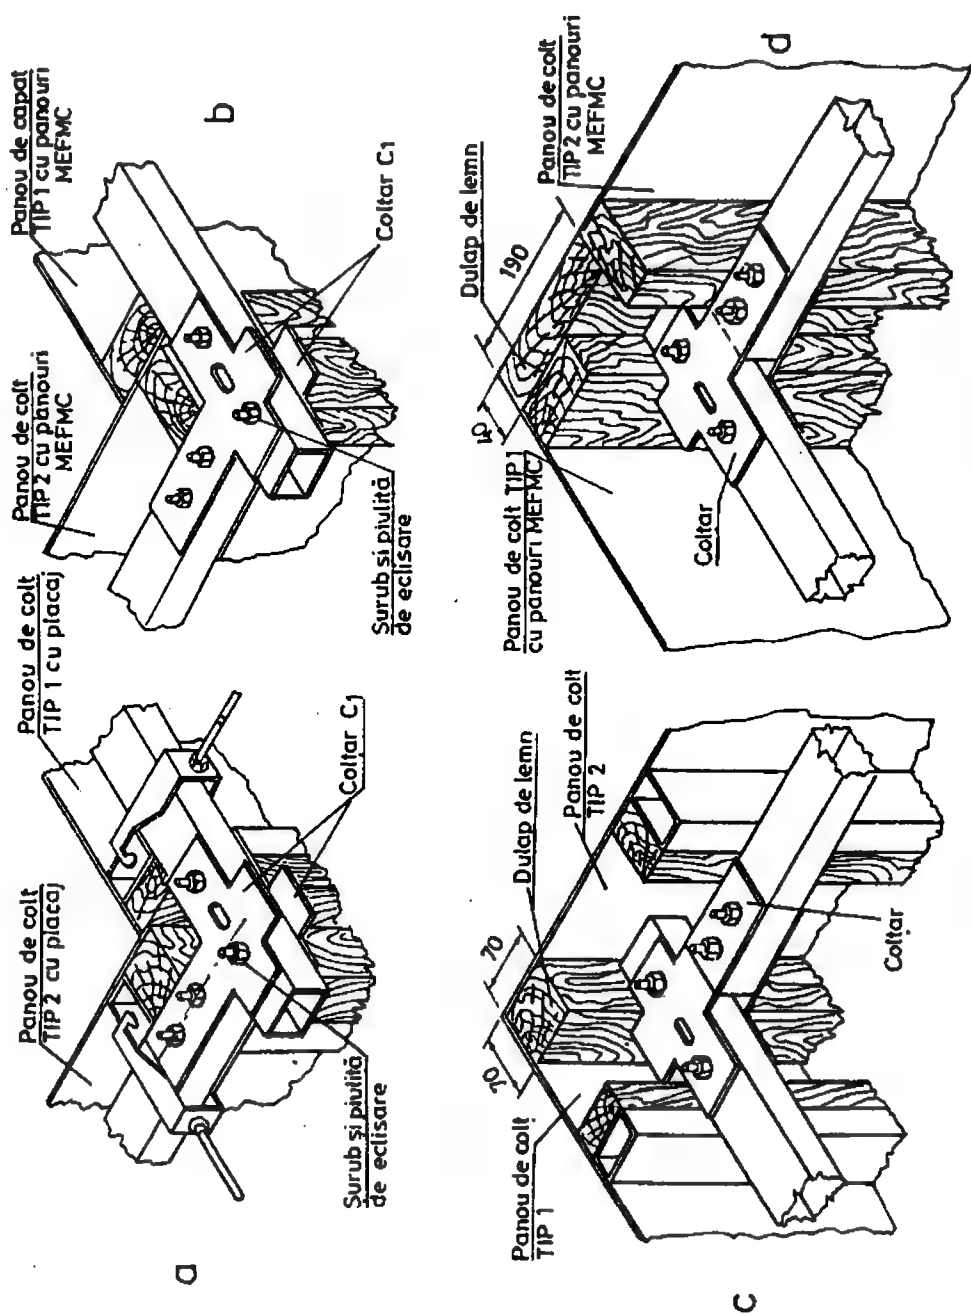 a
Panou de colt
TIP 2 cu placaj
Panou de colt
TIP 1 cu placaj
Coltar C1
Surub si piulită
de eclisare
b
Panou de colt
TIP 2 cu panouri
MEFMC
Panou de capat
TIP 1 cu panouri
MEFMC
Coltar C1
Surub si piulită
de eclisare
c
Panou de colt
TIP 1
70
70
Dulap de lemn
Panou de colt
TIP 2
Colțar
d
Panou de colt TIP 1
cu panouri MEFMC
190
Dulap de lemn
Panou de colt
TIP 2 cu panouri
MEFMC
Coltar